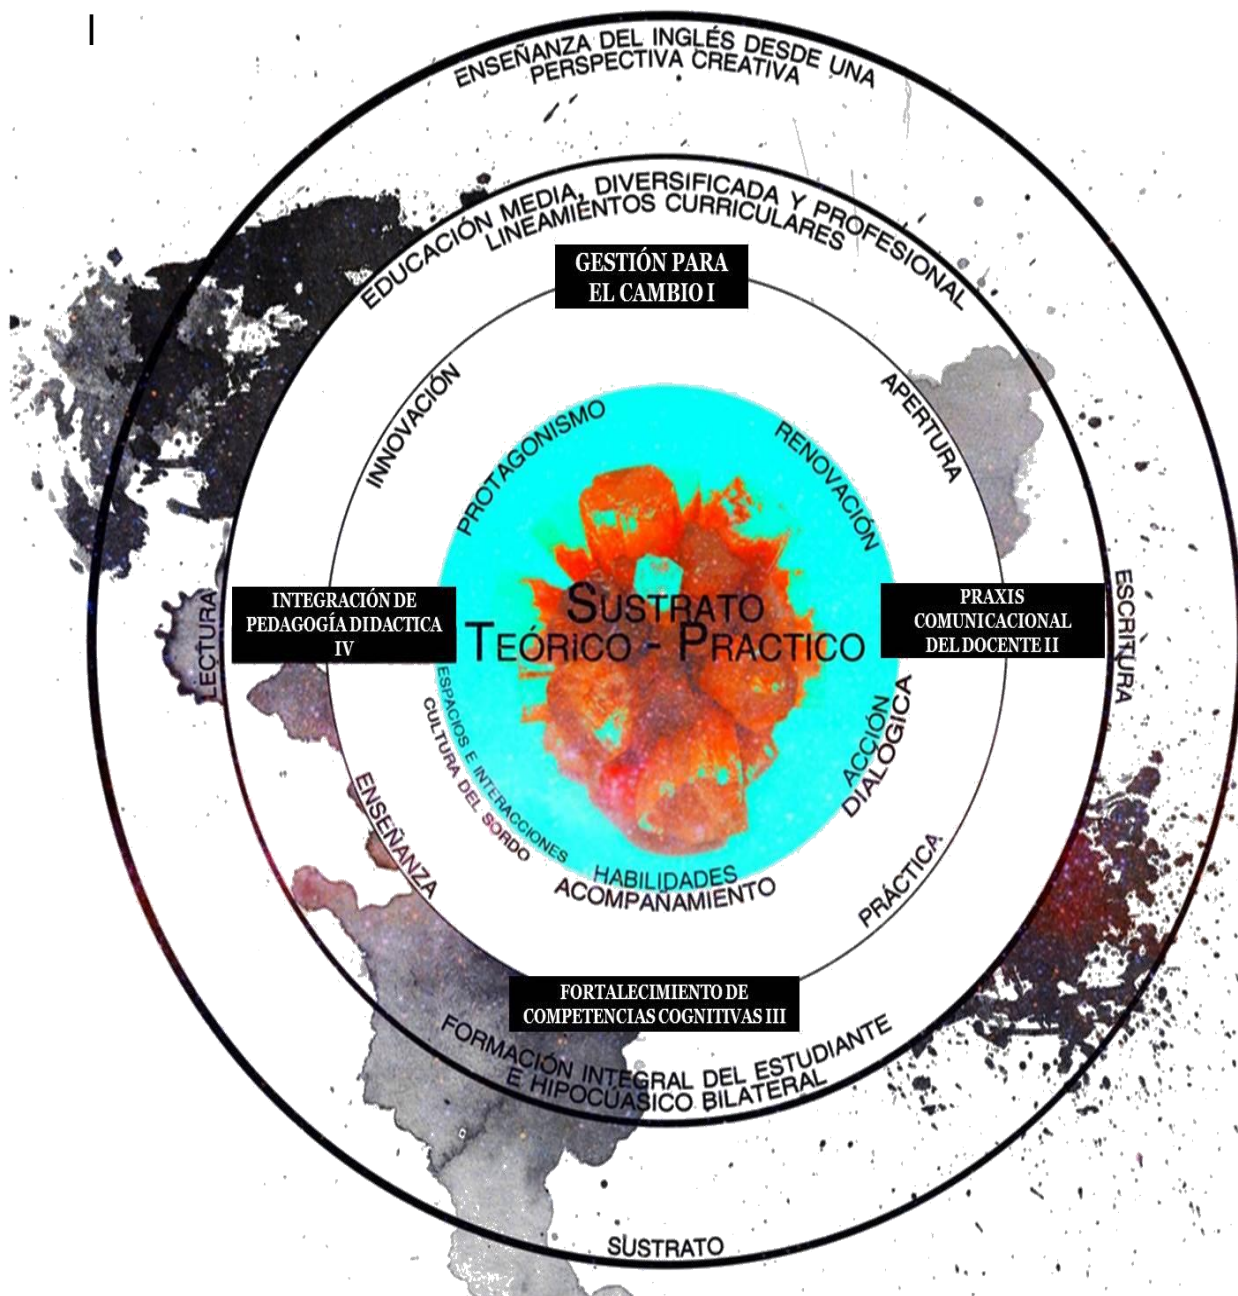 ENSEÑANZA DEL INGLÉS DESDE UNA
PERSPECTIVA CREATIVA
EDUCACIÓN MEDIA, DIVERSIFICADA Y PROFESIONAL
LINEAMIENTOS CURRICULARES
GESTIÓN PARA
EL CAMBIO I
INNOVACIÓN
APERTURA
PROTAGONISMO
RENOVACIÓN
LECTURA
INTEGRACIÓN DE
PEDAGOGÍA DIDACTICA
IV
SUSTRATO
TEÓRiCO - PRACTICO
PRAXIS
COMUNICACIONAL
DEL DOCENTE II
ESCRITURA
ESPACIOS E INTERACCIONES
CULTURA DEL SORDO
ACCIÓN
DIALÓGICA
ENSEÑANZA
HABILIDADES
ACOMPAÑAMIENTO
PRÁCTICA
FORTALECIMIENTO DE
COMPETENCIAS COGNITIVAS III
FORMACIÓN INTEGRAL DEL ESTUDIANTE
E HIPOCÚASICO BILATERAL
SUSTRATO